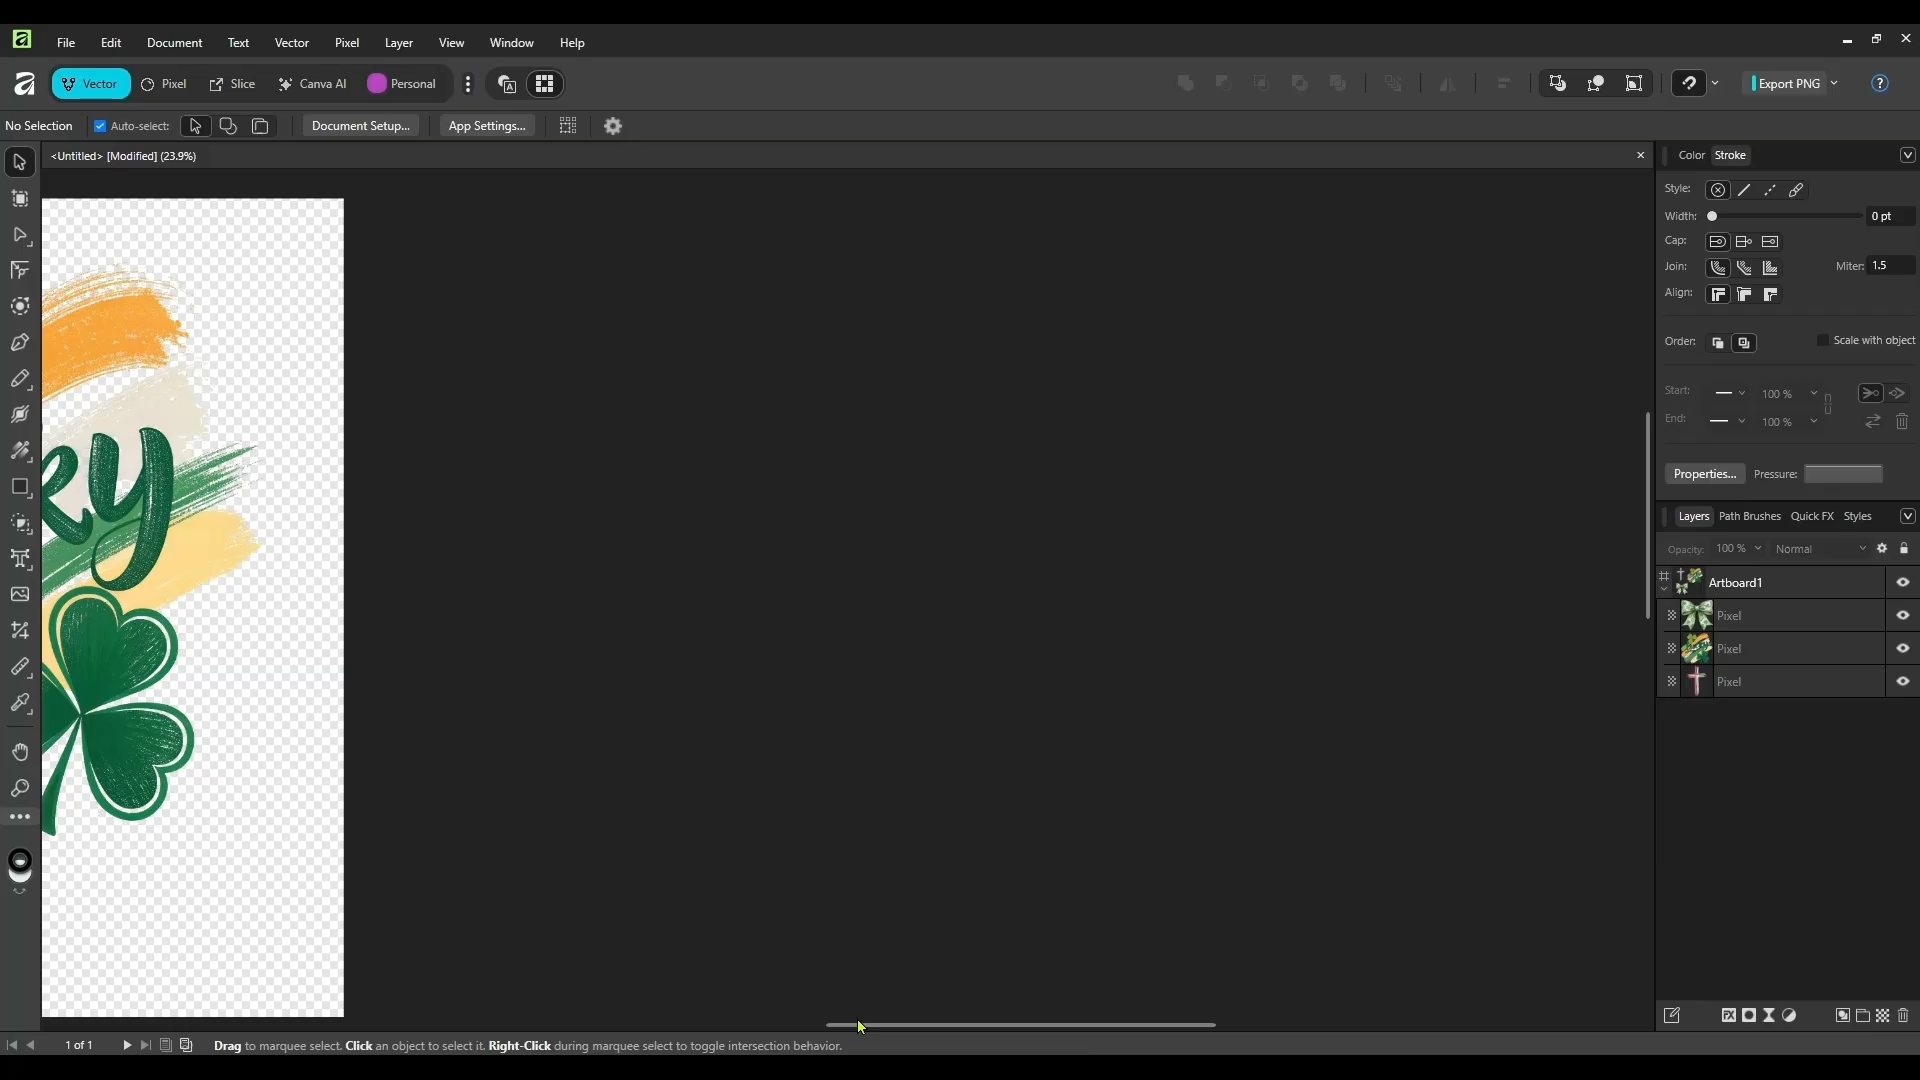 File Edit Document Text Vector Pixel Layer View Window Help
Vector Pixel Slice Canva AI Personal Export PNG
No Selection Auto-select: Document Setup... App Settings...
<Untitled> [Modified] (23.9%)
Color Stroke
Style:
Width: 0 pt
Cap:
Join: Miter: 1.5
Align:
Order: Scale with object
Start: 100 %
End: 100 %
Properties... Pressure:
Layers Path Brushes Quick FX Styles
Opacity: 100 % Normal
Artboard1
Pixel
Pixel
Pixel
ky
1 of 1 Drag to marquee select. Click an object to select it. Right-Click during marquee select to toggle intersection behavior.